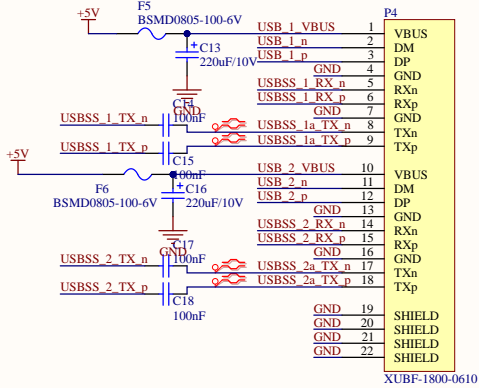 +5V
F5
BSMD0805-100-6V
P4
C13
220uF/10V
GND
USB_1_VBUS 1 VBUS
USB_1_n 2 DM
USB_1_p 3 DP
GND 4 GND
USBSS_1_RX_n 5 RXn
USBSS_1_RX_p 6 RXp
GND 7 GND
C14
100nF
USBSS_1_TX_n
USBSS_1a_TX_n 8 TXn
USBSS_1_TX_p
USBSS_1a_TX_p 9 TXp
C15
100nF
+5V
F6
BSMD0805-100-6V
C16
220uF/10V
GND
USB_2_VBUS 10 VBUS
USB_2_n 11 DM
USB_2_p 12 DP
GND 13 GND
USBSS_2_RX_n 14 RXn
USBSS_2_RX_p 15 RXp
GND 16 GND
C17
100nF
USBSS_2_TX_n
USBSS_2a_TX_n 17 TXn
USBSS_2_TX_p
USBSS_2a_TX_p 18 TXp
C18
100nF
GND 19 SHIELD
GND 20 SHIELD
GND 21 SHIELD
GND 22 SHIELD
XUBF-1800-0610